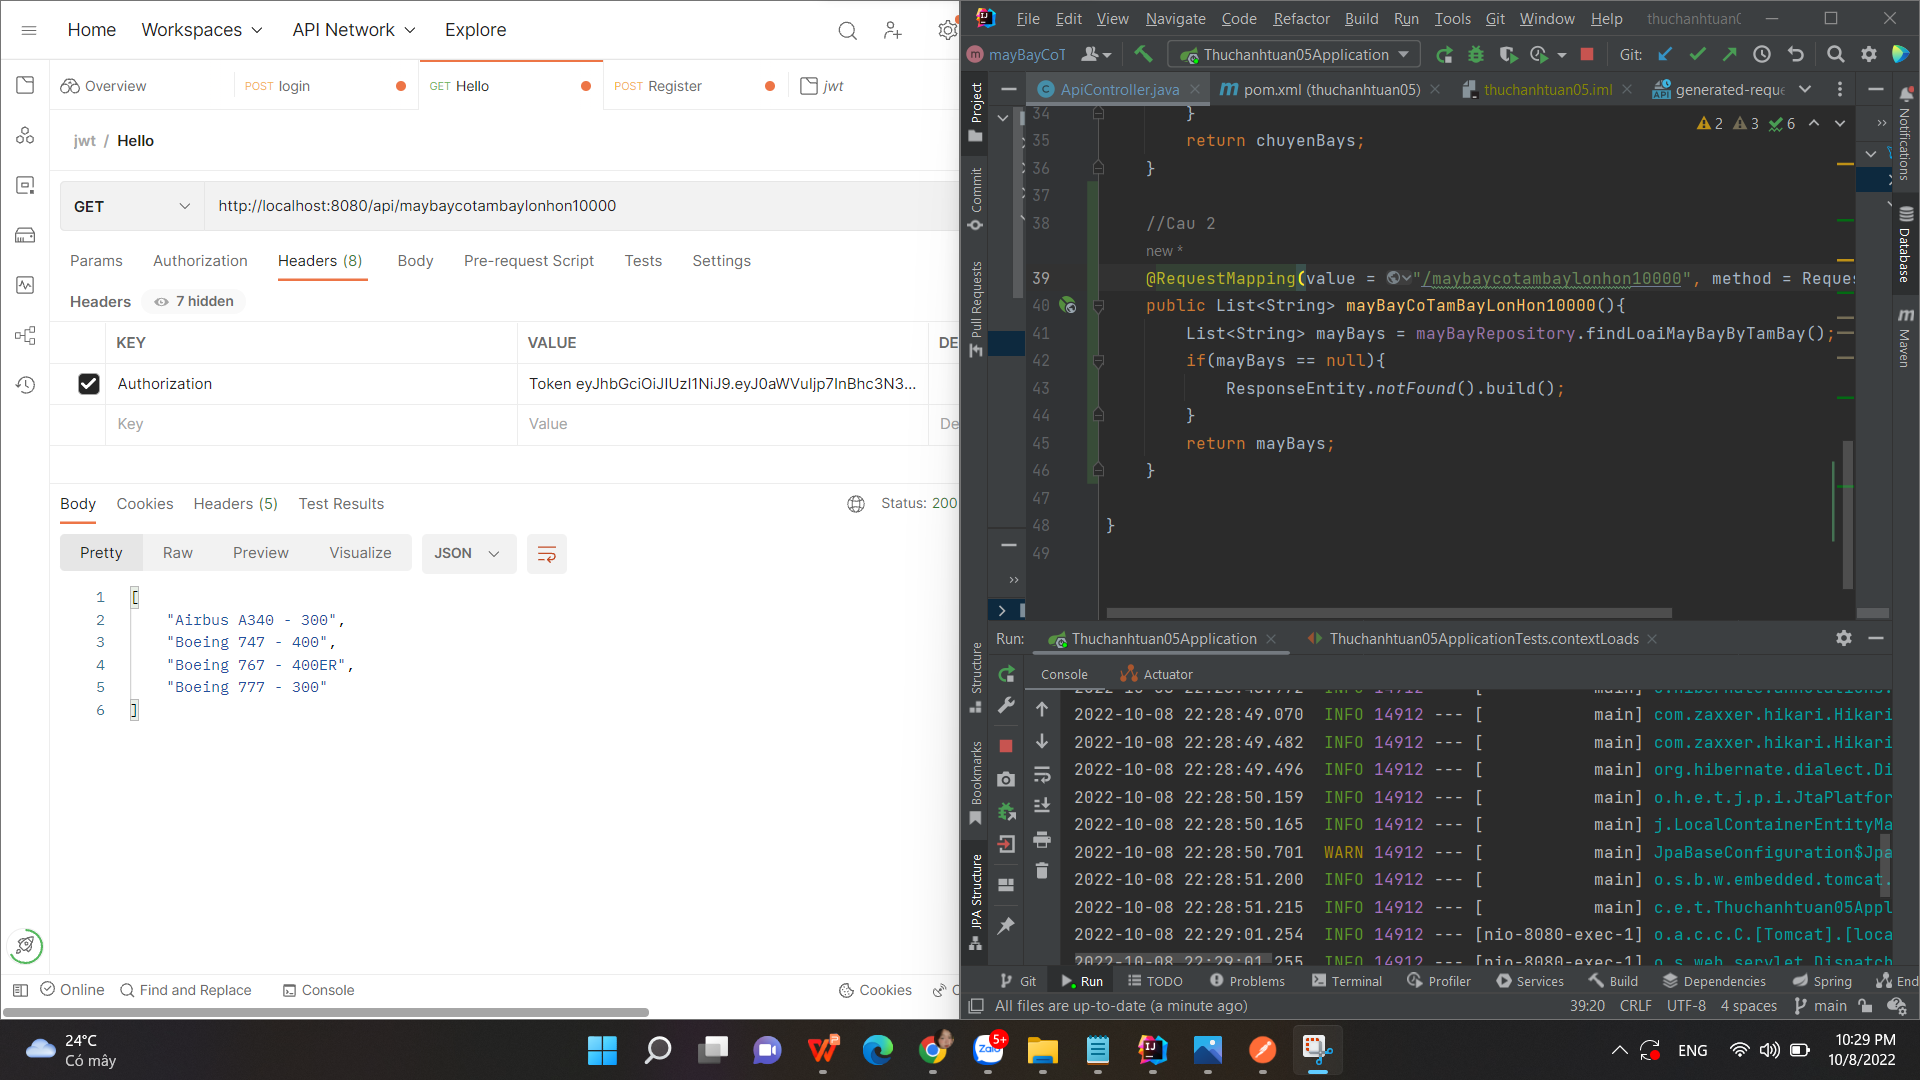 Home
Workspaces
API Network
Explore
Overview
POST login
GET Hello
POST Register
jwt
jwt / Hello
GET
http://localhost:8080/api/maybaycotambaylonhon10000
Params
Authorization
Headers (8)
Body
Pre-request Script
Tests
Settings
Headers
7 hidden
KEY
VALUE
DE
Authorization
Token eyJhbGciOiJIUzI1NiJ9.eyJ0aWVuIjp7InBhc3N3...
Key
Value
De
Body
Cookies
Headers (5)
Test Results
Status: 200
Pretty
Raw
Preview
Visualize
JSON
1 [
2 "Airbus A340 - 300",
3 "Boeing 747 - 400",
4 "Boeing 767 - 400ER",
5 "Boeing 777 - 300"
6 ]
Online
Find and Replace
Console
Cookies
File Edit View Navigate Code Refactor Build Run Tools Git Window Help
mayBayCoT
Thuchanhtuan05Application
Git:
Project
Commit
Pull Requests
Structure
Bookmarks
JPA Structure
ApiController.java
pom.xml (thuchanhtuan05)
thuchanhtuan05.iml
generated-reque
2 3 6
34 }
35 return chuyenBays;
36 }
37
38 //Cau 2
new *
39 @RequestMapping(value = "/maybaycotambaylonhon10000", method = Reques
40 public List<String> mayBayCoTamBayLonHon10000(){
41 List<String> mayBays = mayBayRepository.findLoaiMayBayByTamBay();
42 if(mayBays == null){
43 ResponseEntity.notFound().build();
44 }
45 return mayBays;
46 }
47
48 }
49
Notifications
Database
Maven
Run:
Thuchanhtuan05Application
Thuchanhtuan05ApplicationTests.contextLoads
Console
Actuator
2022-10-08 22:28:49.070 INFO 14912 --- [ main] com.zaxxer.hikari.Hikari
2022-10-08 22:28:49.482 INFO 14912 --- [ main] com.zaxxer.hikari.Hikari
2022-10-08 22:28:49.496 INFO 14912 --- [ main] org.hibernate.dialect.Di
2022-10-08 22:28:50.159 INFO 14912 --- [ main] o.h.e.t.j.p.i.JtaPlatfor
2022-10-08 22:28:50.165 INFO 14912 --- [ main] j.LocalContainerEntityMa
2022-10-08 22:28:50.701 WARN 14912 --- [ main] JpaBaseConfiguration$Jpa
2022-10-08 22:28:51.200 INFO 14912 --- [ main] o.s.b.w.embedded.tomcat.
2022-10-08 22:28:51.215 INFO 14912 --- [ main] c.e.t.Thuchanhtuan05Appl
2022-10-08 22:29:01.254 INFO 14912 --- [nio-8080-exec-1] o.a.c.c.C.[Tomcat].[loca
2022-10-08 22:29:01.255 INFO 14912 --- [nio-8080-exec-1] o.s.web.servlet.Dispatch
Git
Run
TODO
Problems
Terminal
Profiler
Services
Build
Dependencies
Spring
End
All files are up-to-date (a minute ago)
39:20 CRLF UTF-8 4 spaces main
24°C
Có mây
Zalo
5+
ENG
10:29 PM
10/8/2022